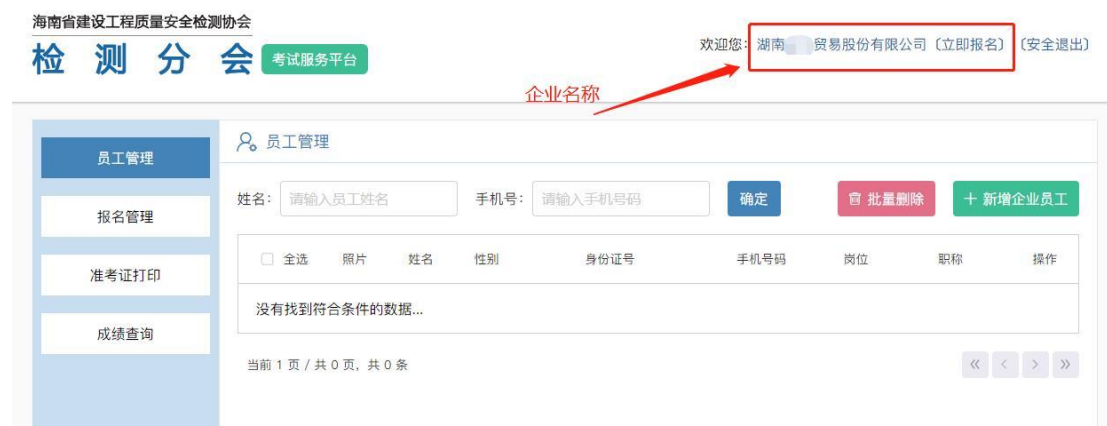 海南省建设工程质量安全检测协会
检测分会 考试服务平台
欢迎您：湖南 贸易股份有限公司〔立即报名〕〔安全退出〕
企业名称
员工管理
报名管理
准考证打印
成绩查询
员工管理
姓名： 请输入员工姓名 手机号： 请输入手机号码 确定 批量删除 ＋ 新增企业员工
全选 照片 姓名 性别 身份证号 手机号码 岗位 职称 操作
没有找到符合条件的数据...
当前 1 页 / 共 0 页，共 0 条
« < > »